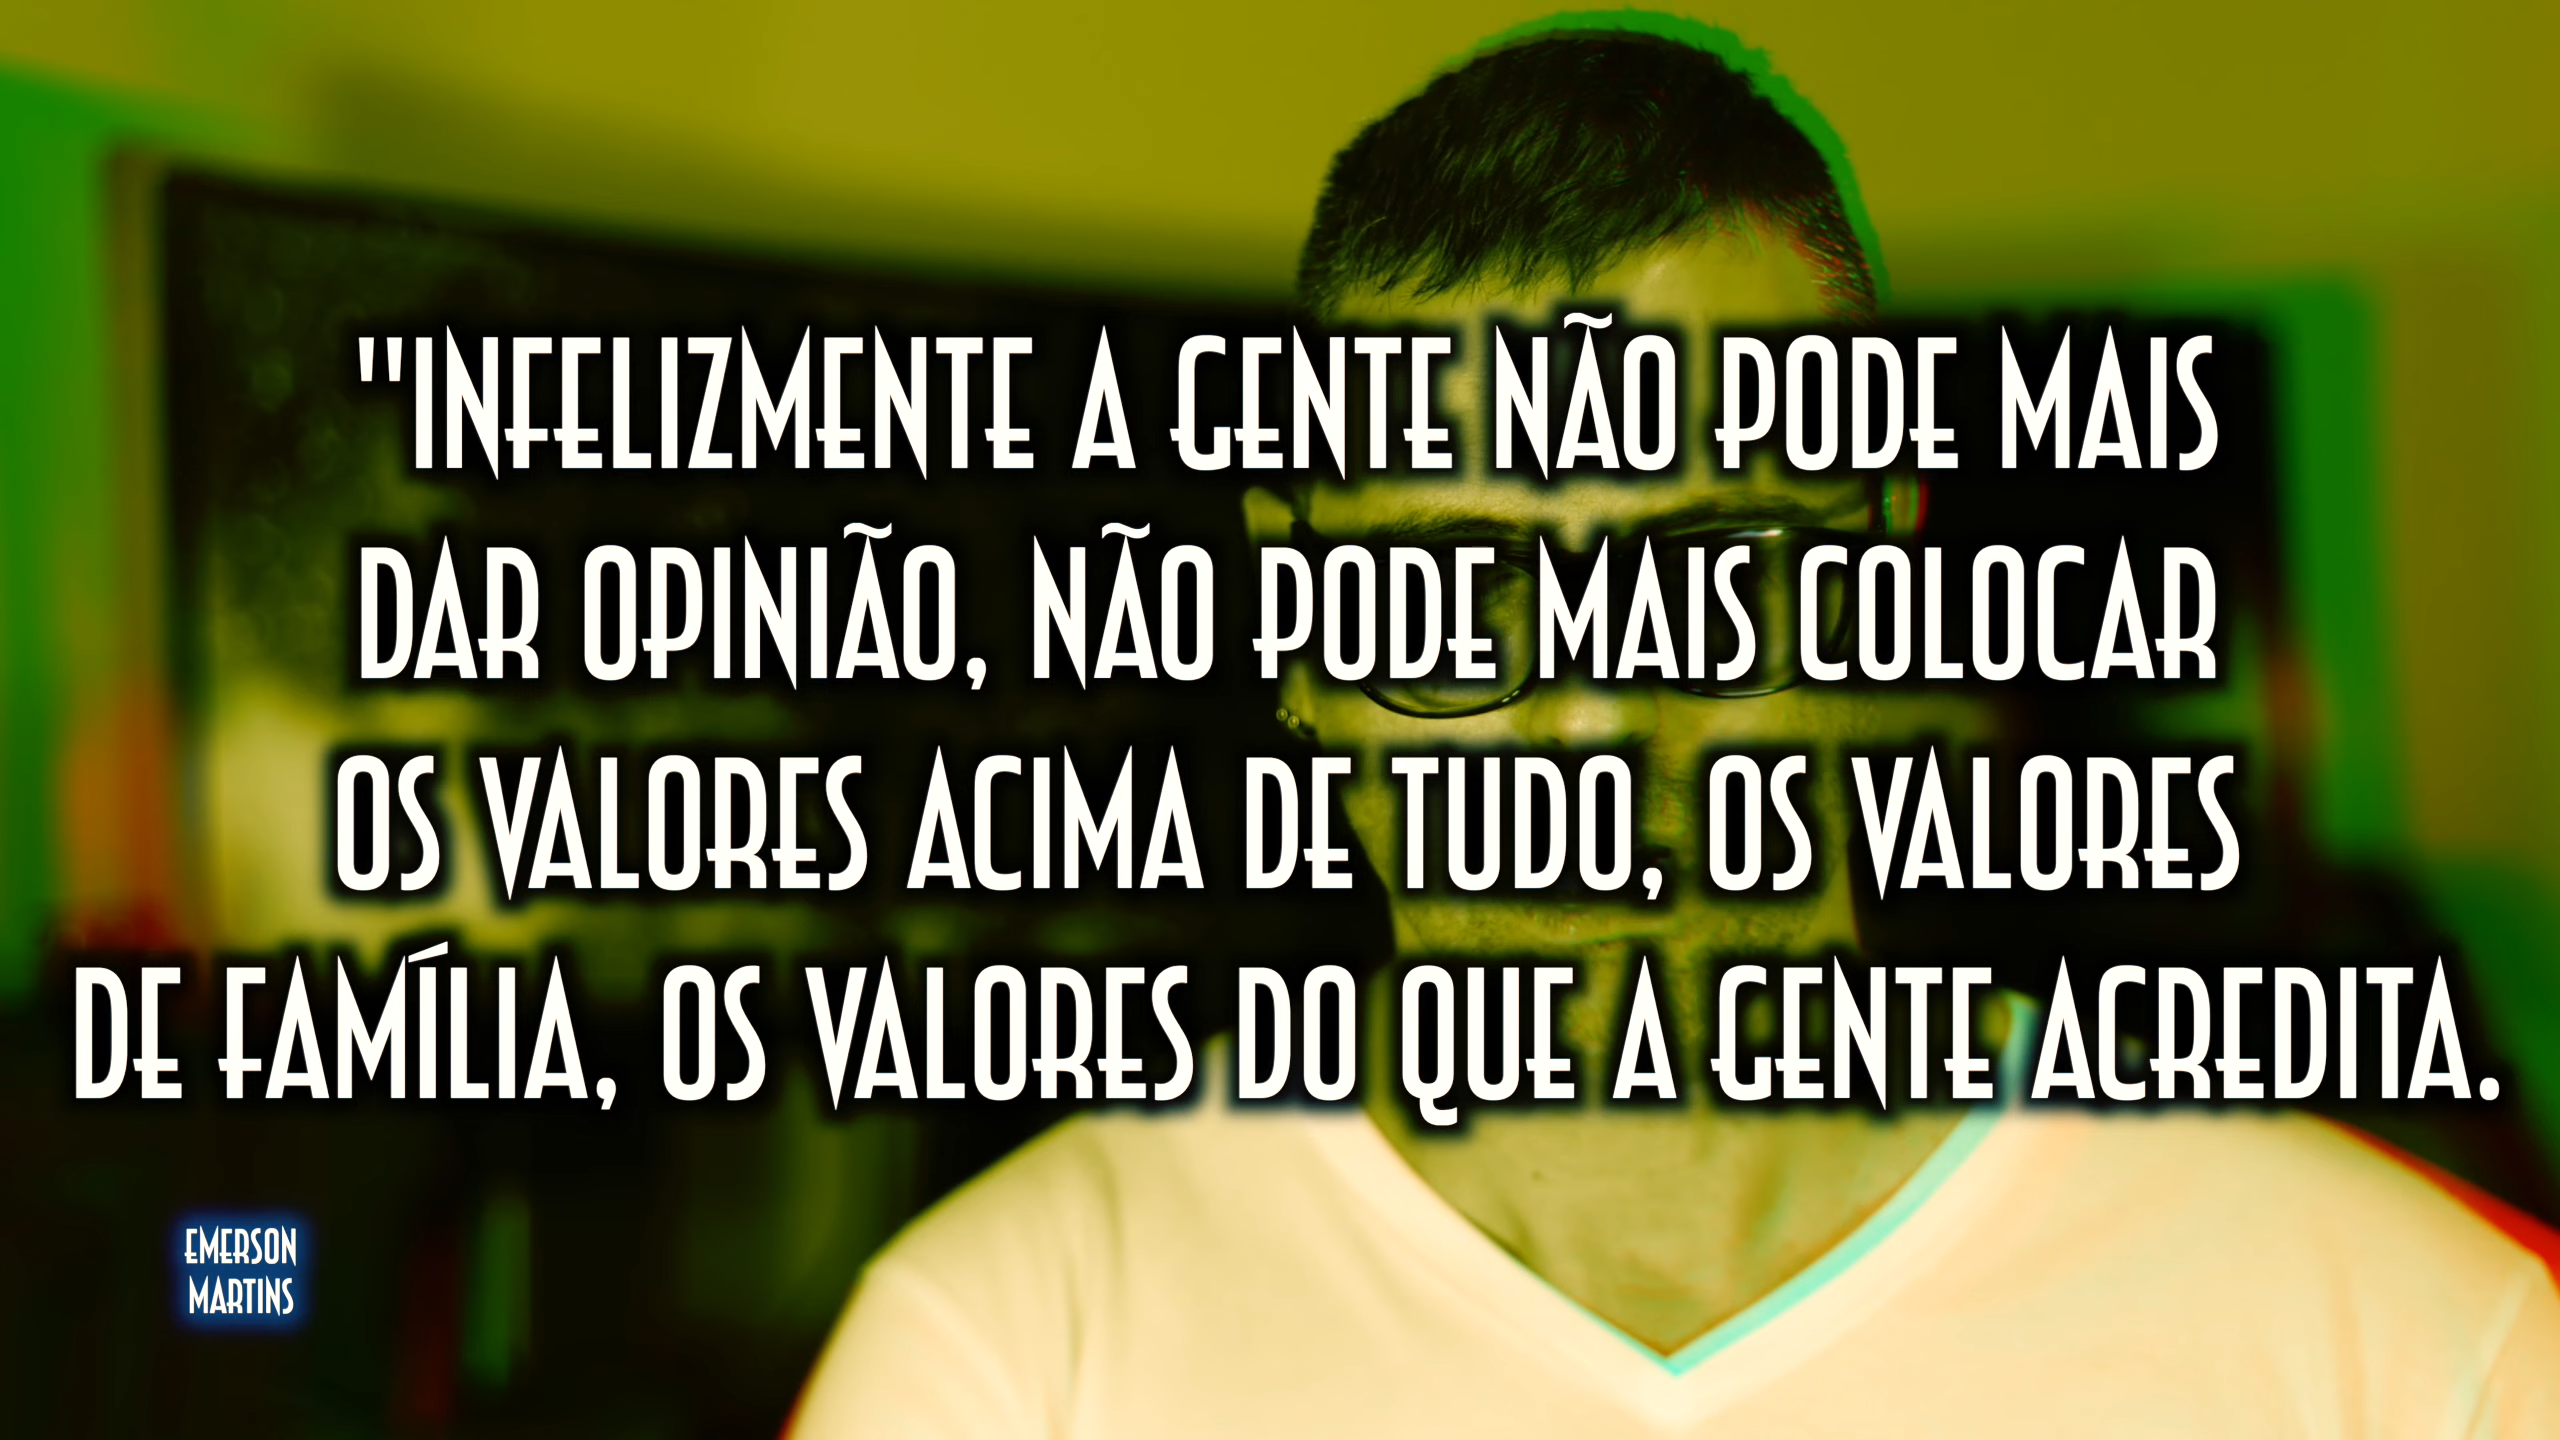 "INFELIZMENTE A GENTE NÃO PODE MAIS
DAR OPINIÃO, NÃO PODE MAIS COLOCAR
OS VALORES ACIMA DE TUDO, OS VALORES
DE FAMÍLIA, OS VALORES DO QUE A GENTE ACREDITA.
EMERSON
MARTINS